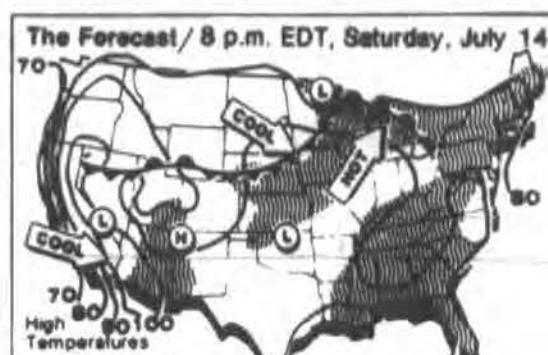 The Forecast/ 8 p.m. EDT, Saturday, July 14
70
L
COOL
HOT
80
L
COOL
H
L
70
80
90 100
High
Temperatures